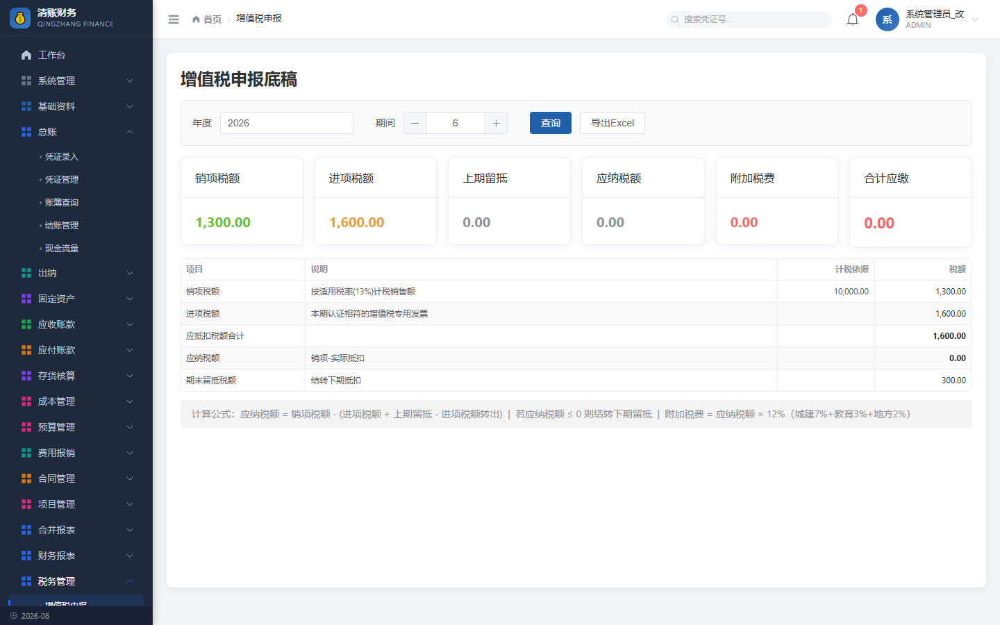 清账财务
QINGZHANG FINANCE
工作台
系统管理
基础资料
总账
凭证录入
凭证管理
账簿查询
结账管理
现金流量
出纳
固定资产
应收账款
应付账款
存货核算
成本管理
预算管理
费用报销
合同管理
项目管理
合并报表
财务报表
税务管理
增值税申报
2026-08
首页
增值税申报
搜索凭证号...
1
系
系统管理员_改
ADMIN
增值税申报底稿
年度 2026 期间 6 查询 导出Excel
销项税额 进项税额 上期留抵 应纳税额 附加税费 合计应缴
1,300.00 1,600.00 0.00 0.00 0.00 0.00
项目 说明 计税依据 税额
销项税额 按适用税率(13%)计税销售额 10,000.00 1,300.00
进项税额 本期认证相符的增值税专用发票 1,600.00
应抵扣税额合计 1,600.00
应纳税额 销项-实际抵扣 0.00
期末留抵税额 结转下期抵扣 300.00
计算公式：应纳税额 = 销项税额 - (进项税额 + 上期留抵 - 进项税额转出) | 若应纳税额 ≤ 0 则结转下期留抵 | 附加税费 = 应纳税额 × 12%（城建7%+教育3%+地方2%）